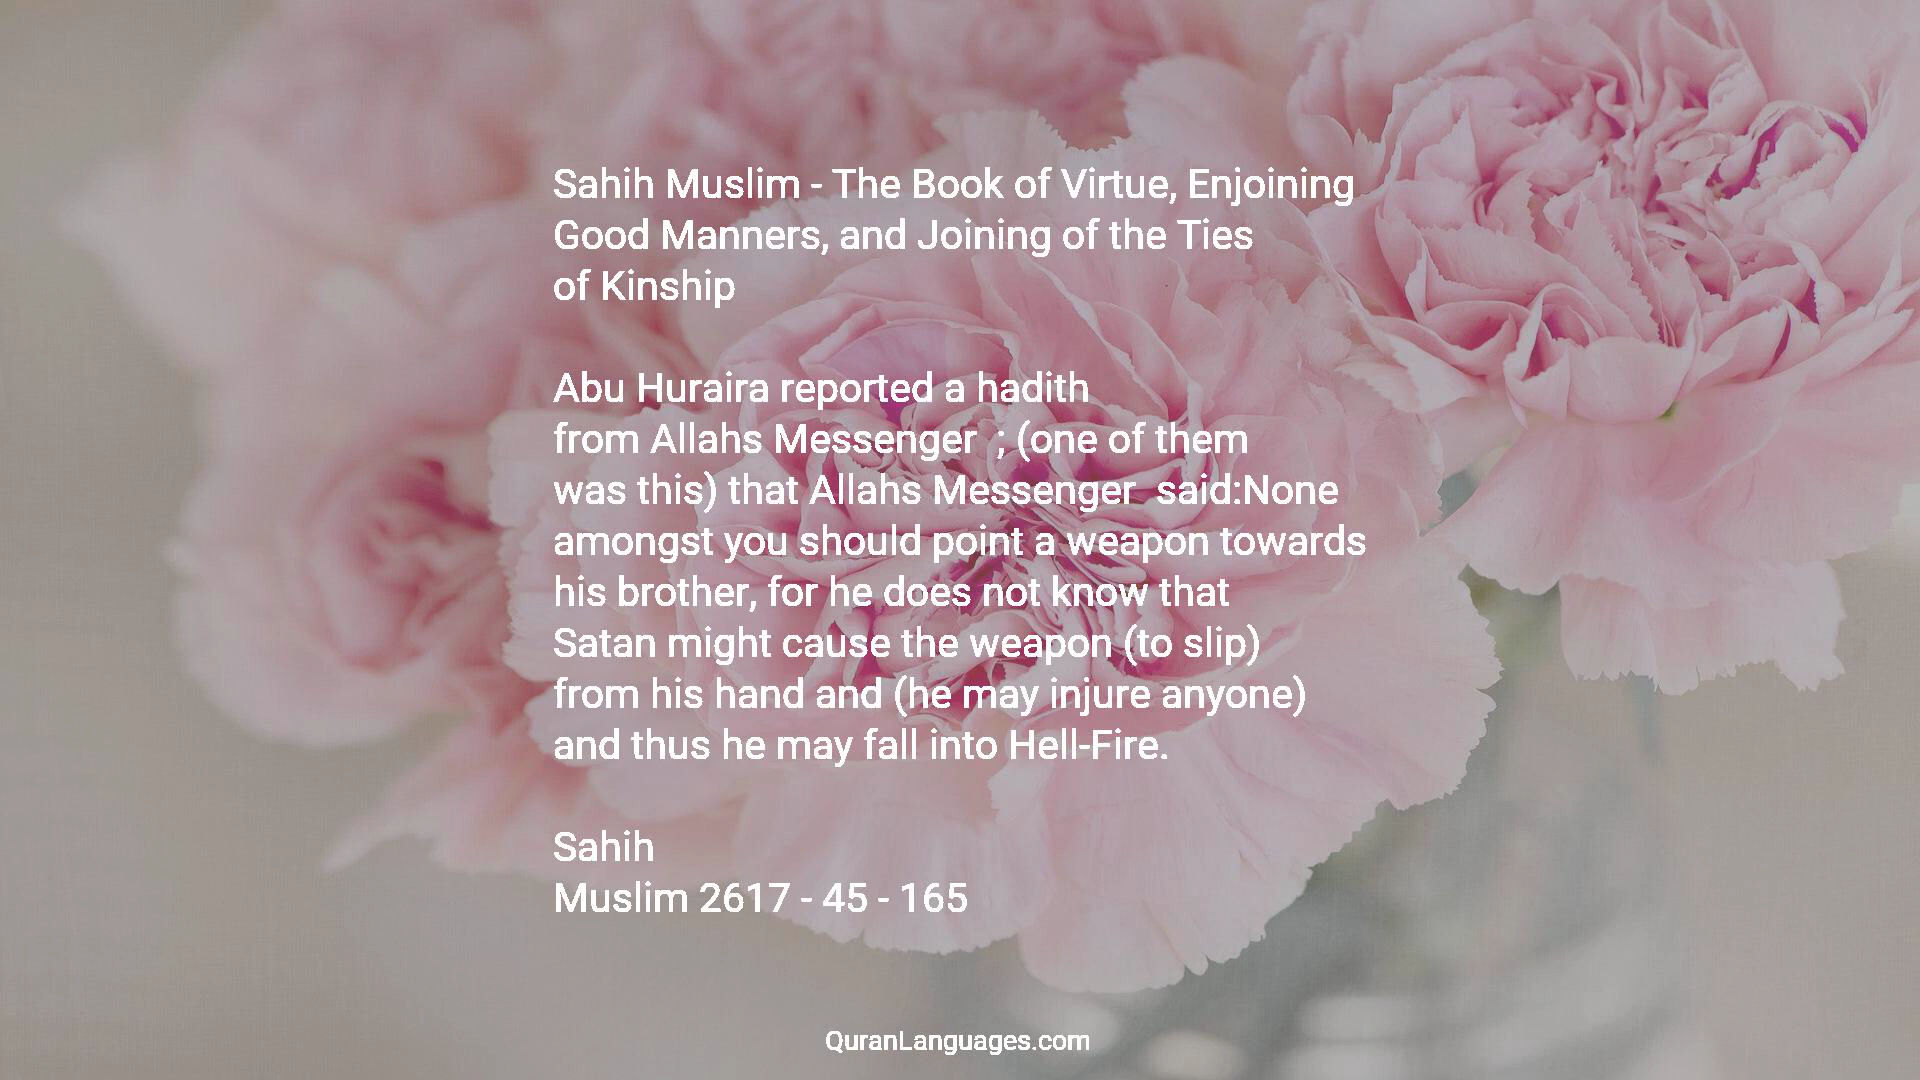 Sahih Muslim - The Book of Virtue, Enjoining
Good Manners, and Joining of the Ties
of Kinship
Abu Huraira reported a hadith
from Allahs Messenger  ; (one of them
was this) that Allahs Messenger  said:None
amongst you should point a weapon towards
his brother, for he does not know that
Satan might cause the weapon (to slip)
from his hand and (he may injure anyone)
and thus he may fall into Hell-Fire.
Sahih
Muslim 2617 - 45 - 165
QuranLanguages.com